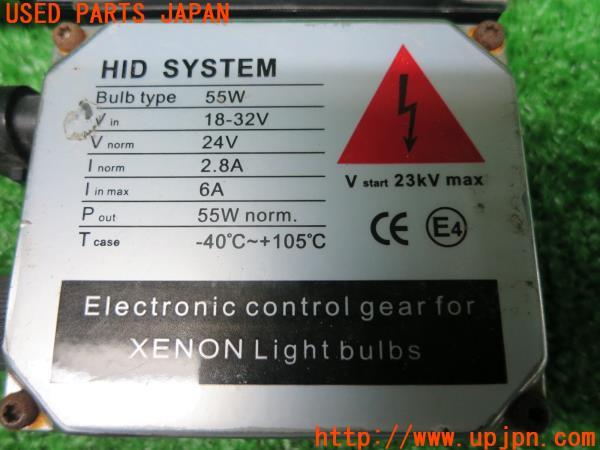 USED PARTS JAPAN
HID SYSTEM
Bulb type 55W
V in 18-32V
V norm 24V
I norm 2.8A
I in max 6A
P out 55W norm.
T case -40℃~+105℃
V start 23kV max
CE E4
Electronic control gear for
XENON Light bulbs
http://www.upjpn.com/